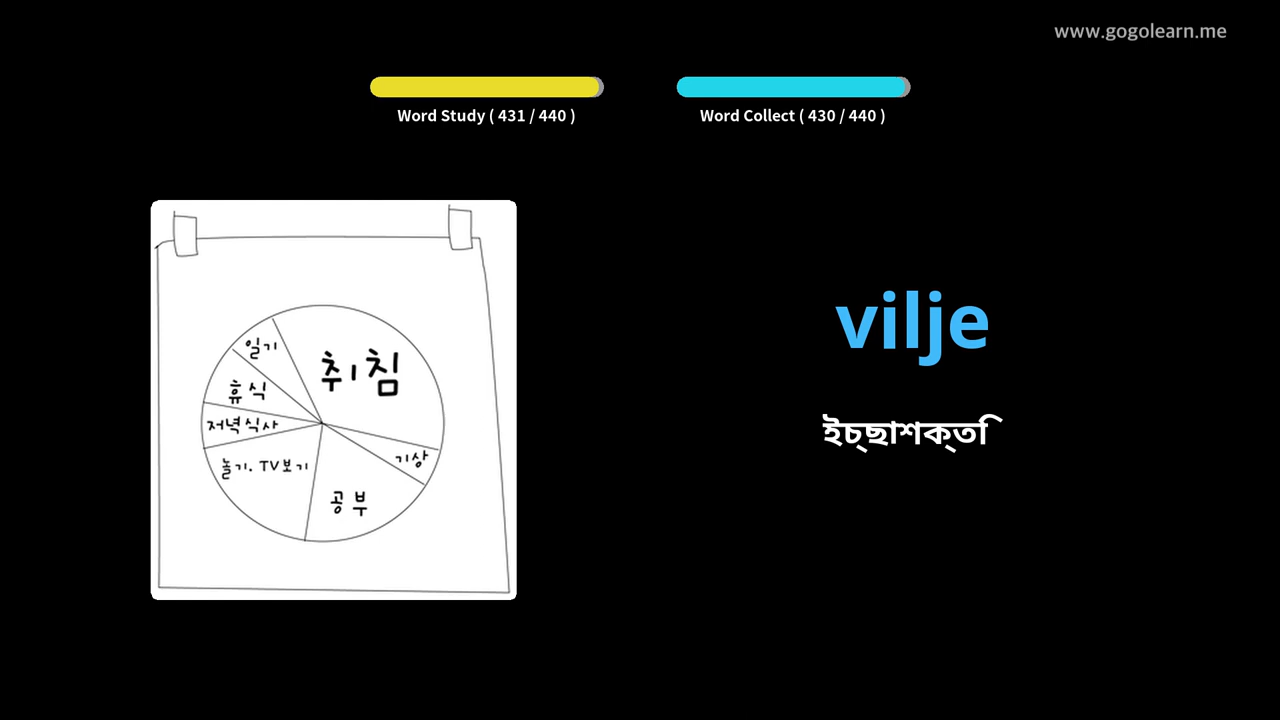 www.gogolearn.me
Word Study ( 431 / 440 )
Word Collect ( 430 / 440 )
일기
취침
휴식
저녁식사
놀기. TV보기
기상
공부
vilje
ইচ্ছাশক্তি